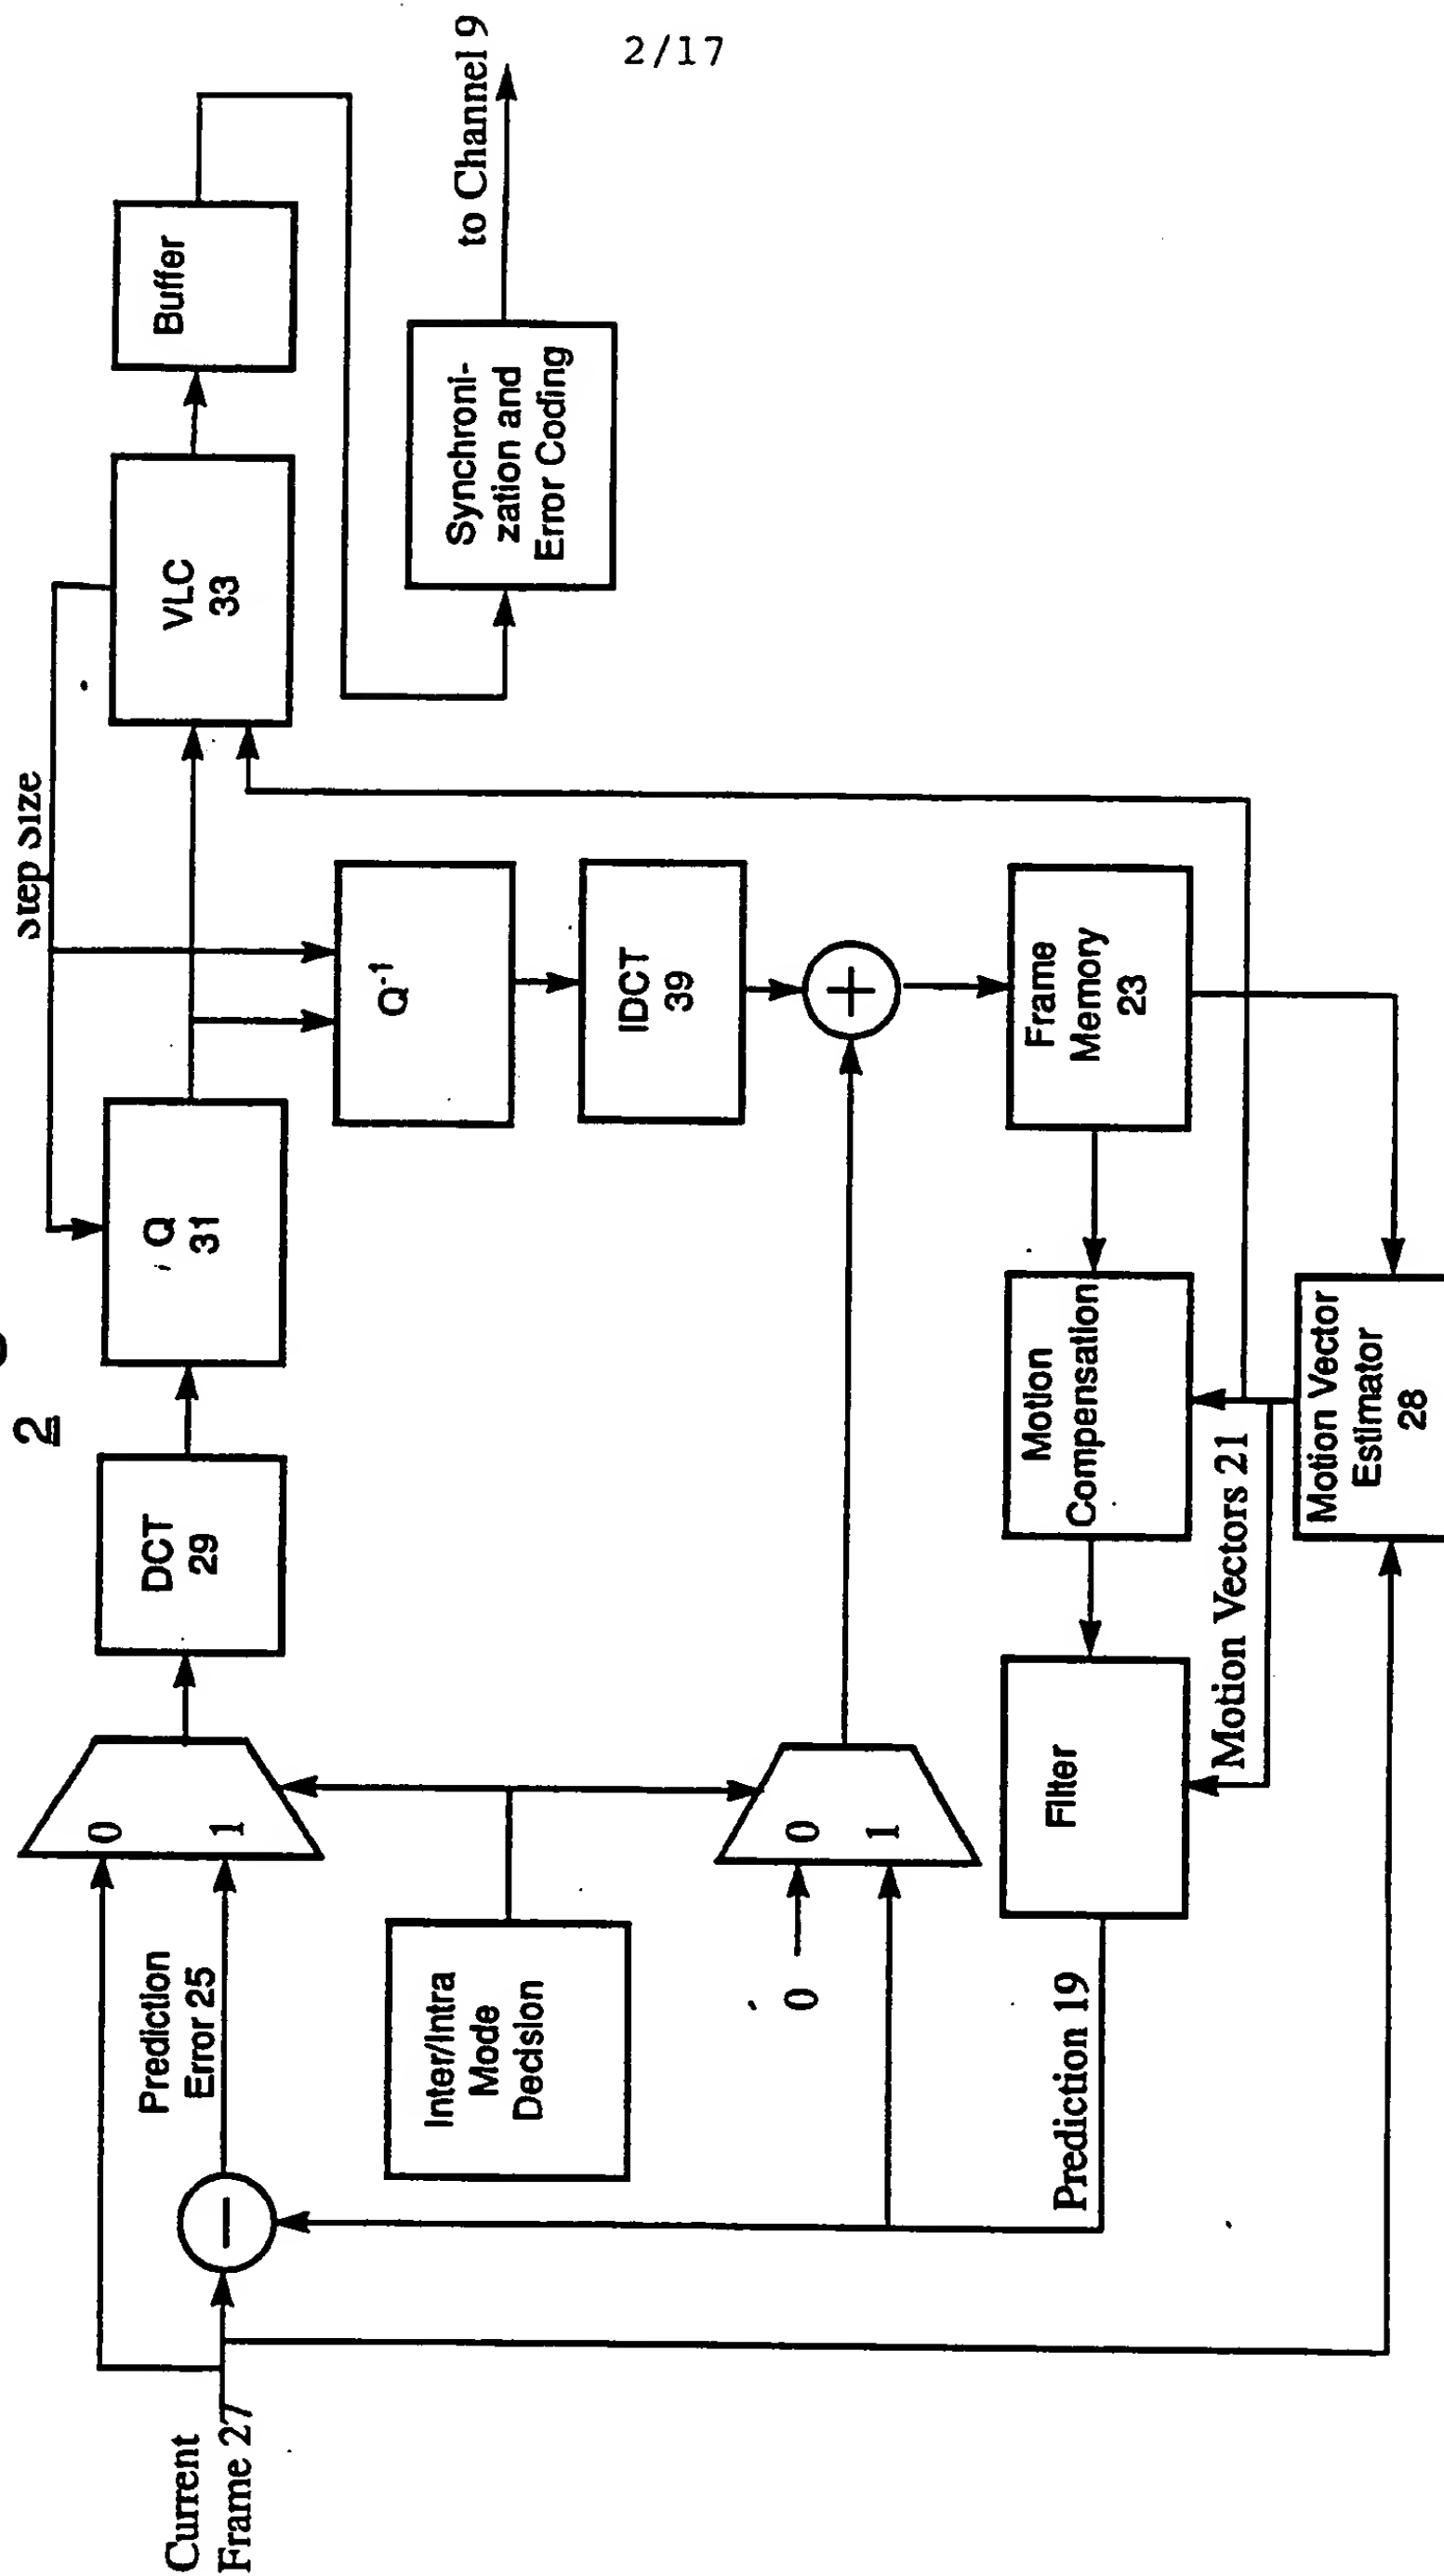 2/17
2
Step Size
Current
Frame 27
Prediction
Error 25
0
1
DCT
29
Q
31
VLC
33
Buffer
Inter/Intra
Mode
Decision
Q-1
Synchroni-
zation and
Error Coding
to Channel 9
IDCT
39
0
0
1
+
Prediction 19
Filter
Motion
Compensation
Frame
Memory
23
Motion Vectors 21
Motion Vector
Estimator
28